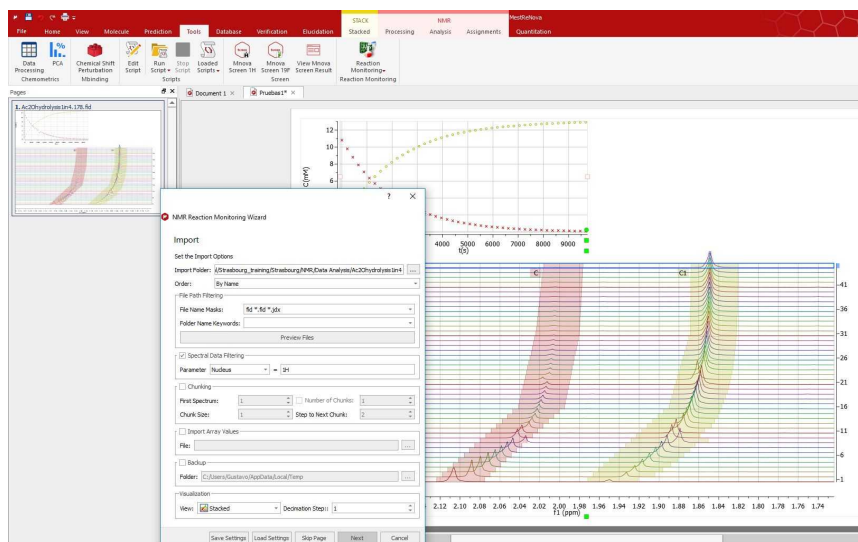 STACK NMR MestReNova
File Home View Molecule Prediction Tools Database Verification Elucidation Stacked Processing Analysis Assignments Quantitation
Data Processing PCA Chemical Shift Perturbation Edit Script Run Script Stop Script Loaded Scripts Mnova Screen 1H Mnova Screen 19F View Mnova Screen Result Reaction Monitoring
Chemometrics Mbinding Scripts Screen Reaction Monitoring
Pages Document 1 Pruebas1*
1. Ac2Ohydrolysis1in4.178.fid
12
10
8
6
C(mM)
4000 5000 6000 7000 8000 9000
t(s)
NMR Reaction Monitoring Wizard
Import
Set the Import Options
Import Folder: i/Strasbourg_training/Strasbourg/NMR/Data Analysis/Ac2Ohydrolysis1in4 ...
Order: By Name
File Path Filtering
File Name Masks: fid *.fid *.jdx
Folder Name Keywords:
Preview Files
Spectral Data Filtering
Parameter Nucleus = 1H
Chunking
First Spectrum: 1 Number of Chunks: 1
Chunk Size: 1 Step to Next Chunk: 2
Import Array Values
File: ...
Backup
Folder: C:/Users/Gustavo/AppData/Local/Temp ...
Visualization
View: Stacked Decimation Step: 1
Save Settings Load Settings Skip Page Next Cancel
C C1
41
36
31
26
21
16
11
6
1
2.12 2.10 2.08 2.06 2.04 2.02 2.00 1.98 1.96 1.94 1.92 1.90 1.88 1.86 1.84 1.82 1.80 1.78 1.76 1.74
f1 (ppm)